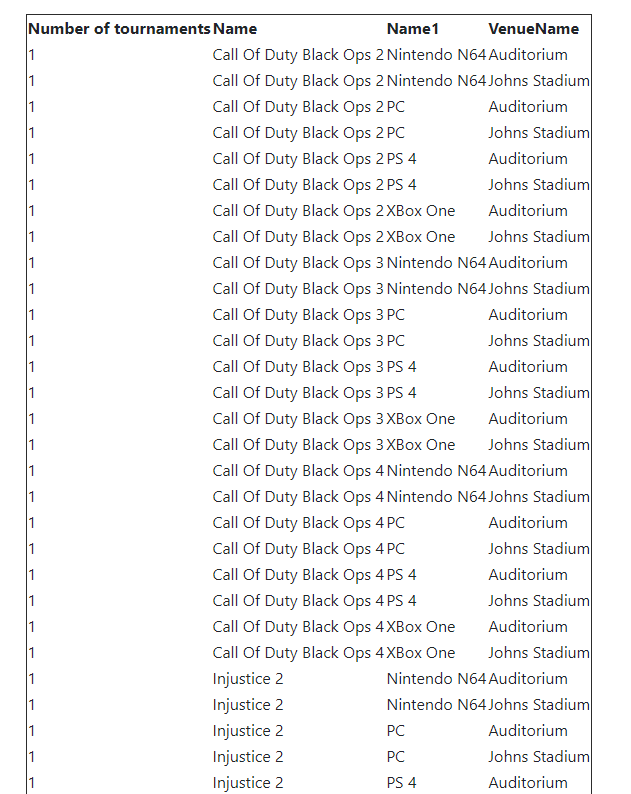 Number of tournaments Name Name1 VenueName
1 Call Of Duty Black Ops 2 Nintendo N64 Auditorium
1 Call Of Duty Black Ops 2 Nintendo N64 Johns Stadium
1 Call Of Duty Black Ops 2 PC Auditorium
1 Call Of Duty Black Ops 2 PC Johns Stadium
1 Call Of Duty Black Ops 2 PS 4 Auditorium
1 Call Of Duty Black Ops 2 PS 4 Johns Stadium
1 Call Of Duty Black Ops 2 XBox One Auditorium
1 Call Of Duty Black Ops 2 XBox One Johns Stadium
1 Call Of Duty Black Ops 3 Nintendo N64 Auditorium
1 Call Of Duty Black Ops 3 Nintendo N64 Johns Stadium
1 Call Of Duty Black Ops 3 PC Auditorium
1 Call Of Duty Black Ops 3 PC Johns Stadium
1 Call Of Duty Black Ops 3 PS 4 Auditorium
1 Call Of Duty Black Ops 3 PS 4 Johns Stadium
1 Call Of Duty Black Ops 3 XBox One Auditorium
1 Call Of Duty Black Ops 3 XBox One Johns Stadium
1 Call Of Duty Black Ops 4 Nintendo N64 Auditorium
1 Call Of Duty Black Ops 4 Nintendo N64 Johns Stadium
1 Call Of Duty Black Ops 4 PC Auditorium
1 Call Of Duty Black Ops 4 PC Johns Stadium
1 Call Of Duty Black Ops 4 PS 4 Auditorium
1 Call Of Duty Black Ops 4 PS 4 Johns Stadium
1 Call Of Duty Black Ops 4 XBox One Auditorium
1 Call Of Duty Black Ops 4 XBox One Johns Stadium
1 Injustice 2 Nintendo N64 Auditorium
1 Injustice 2 Nintendo N64 Johns Stadium
1 Injustice 2 PC Auditorium
1 Injustice 2 PC Johns Stadium
1 Injustice 2 PS 4 Auditorium